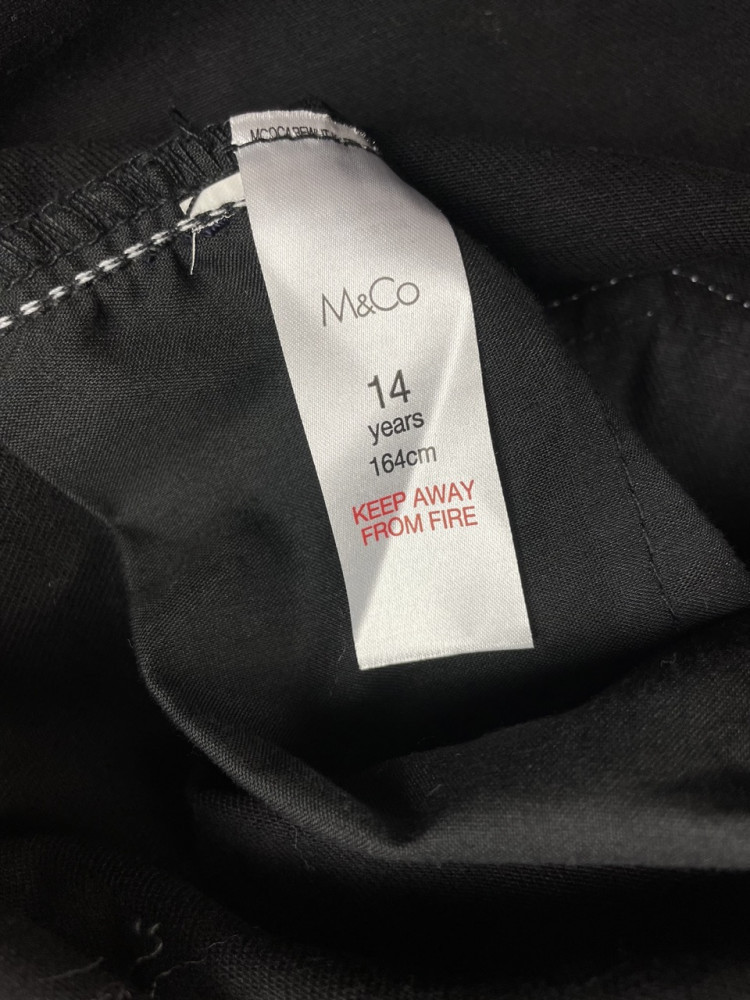 M&Co
14
years
164cm
KEEP AWAY
FROM FIRE